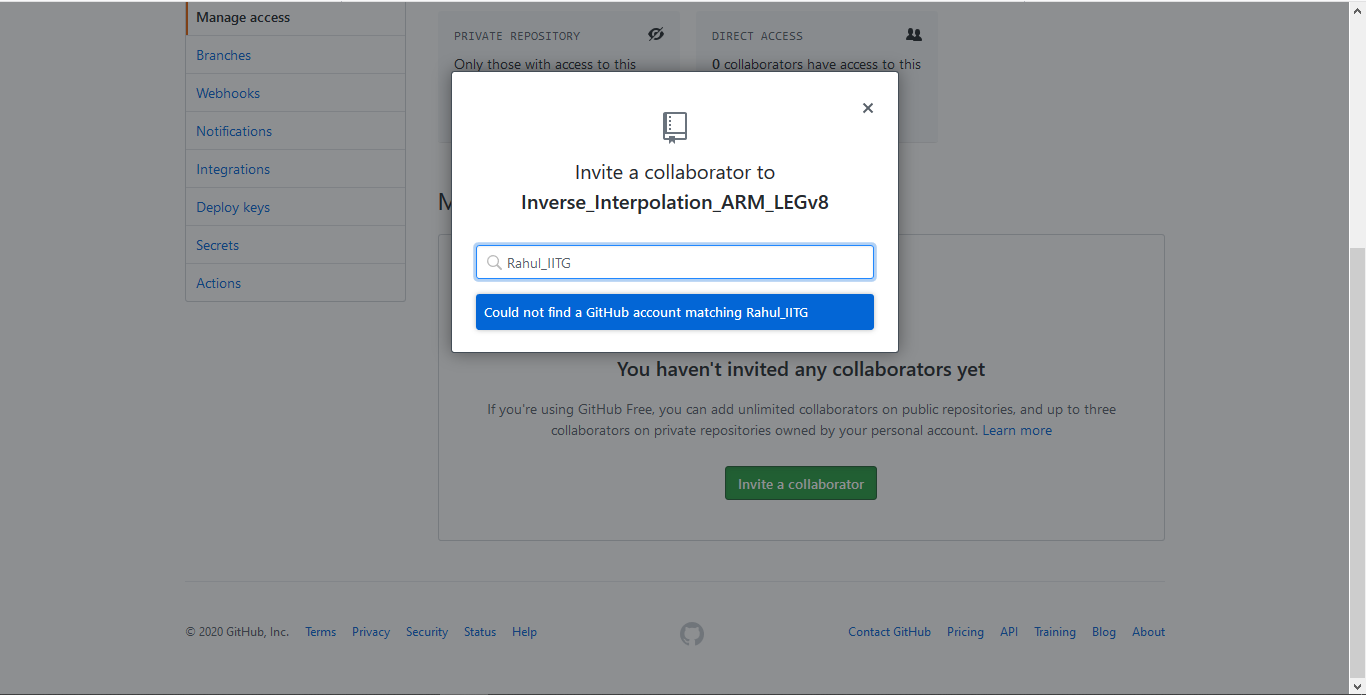 Manage access
Branches
Webhooks
Notifications
Integrations
Deploy keys
Secrets
Actions
PRIVATE REPOSITORY
Only those with access to this
DIRECT ACCESS
0 collaborators have access to this
Invite a collaborator to
Inverse_Interpolation_ARM_LEGv8
Rahul_IITG
Could not find a GitHub account matching Rahul_IITG
You haven't invited any collaborators yet
If you're using GitHub Free, you can add unlimited collaborators on public repositories, and up to three
collaborators on private repositories owned by your personal account. Learn more
Invite a collaborator
© 2020 GitHub, Inc. Terms Privacy Security Status Help Contact GitHub Pricing API Training Blog About